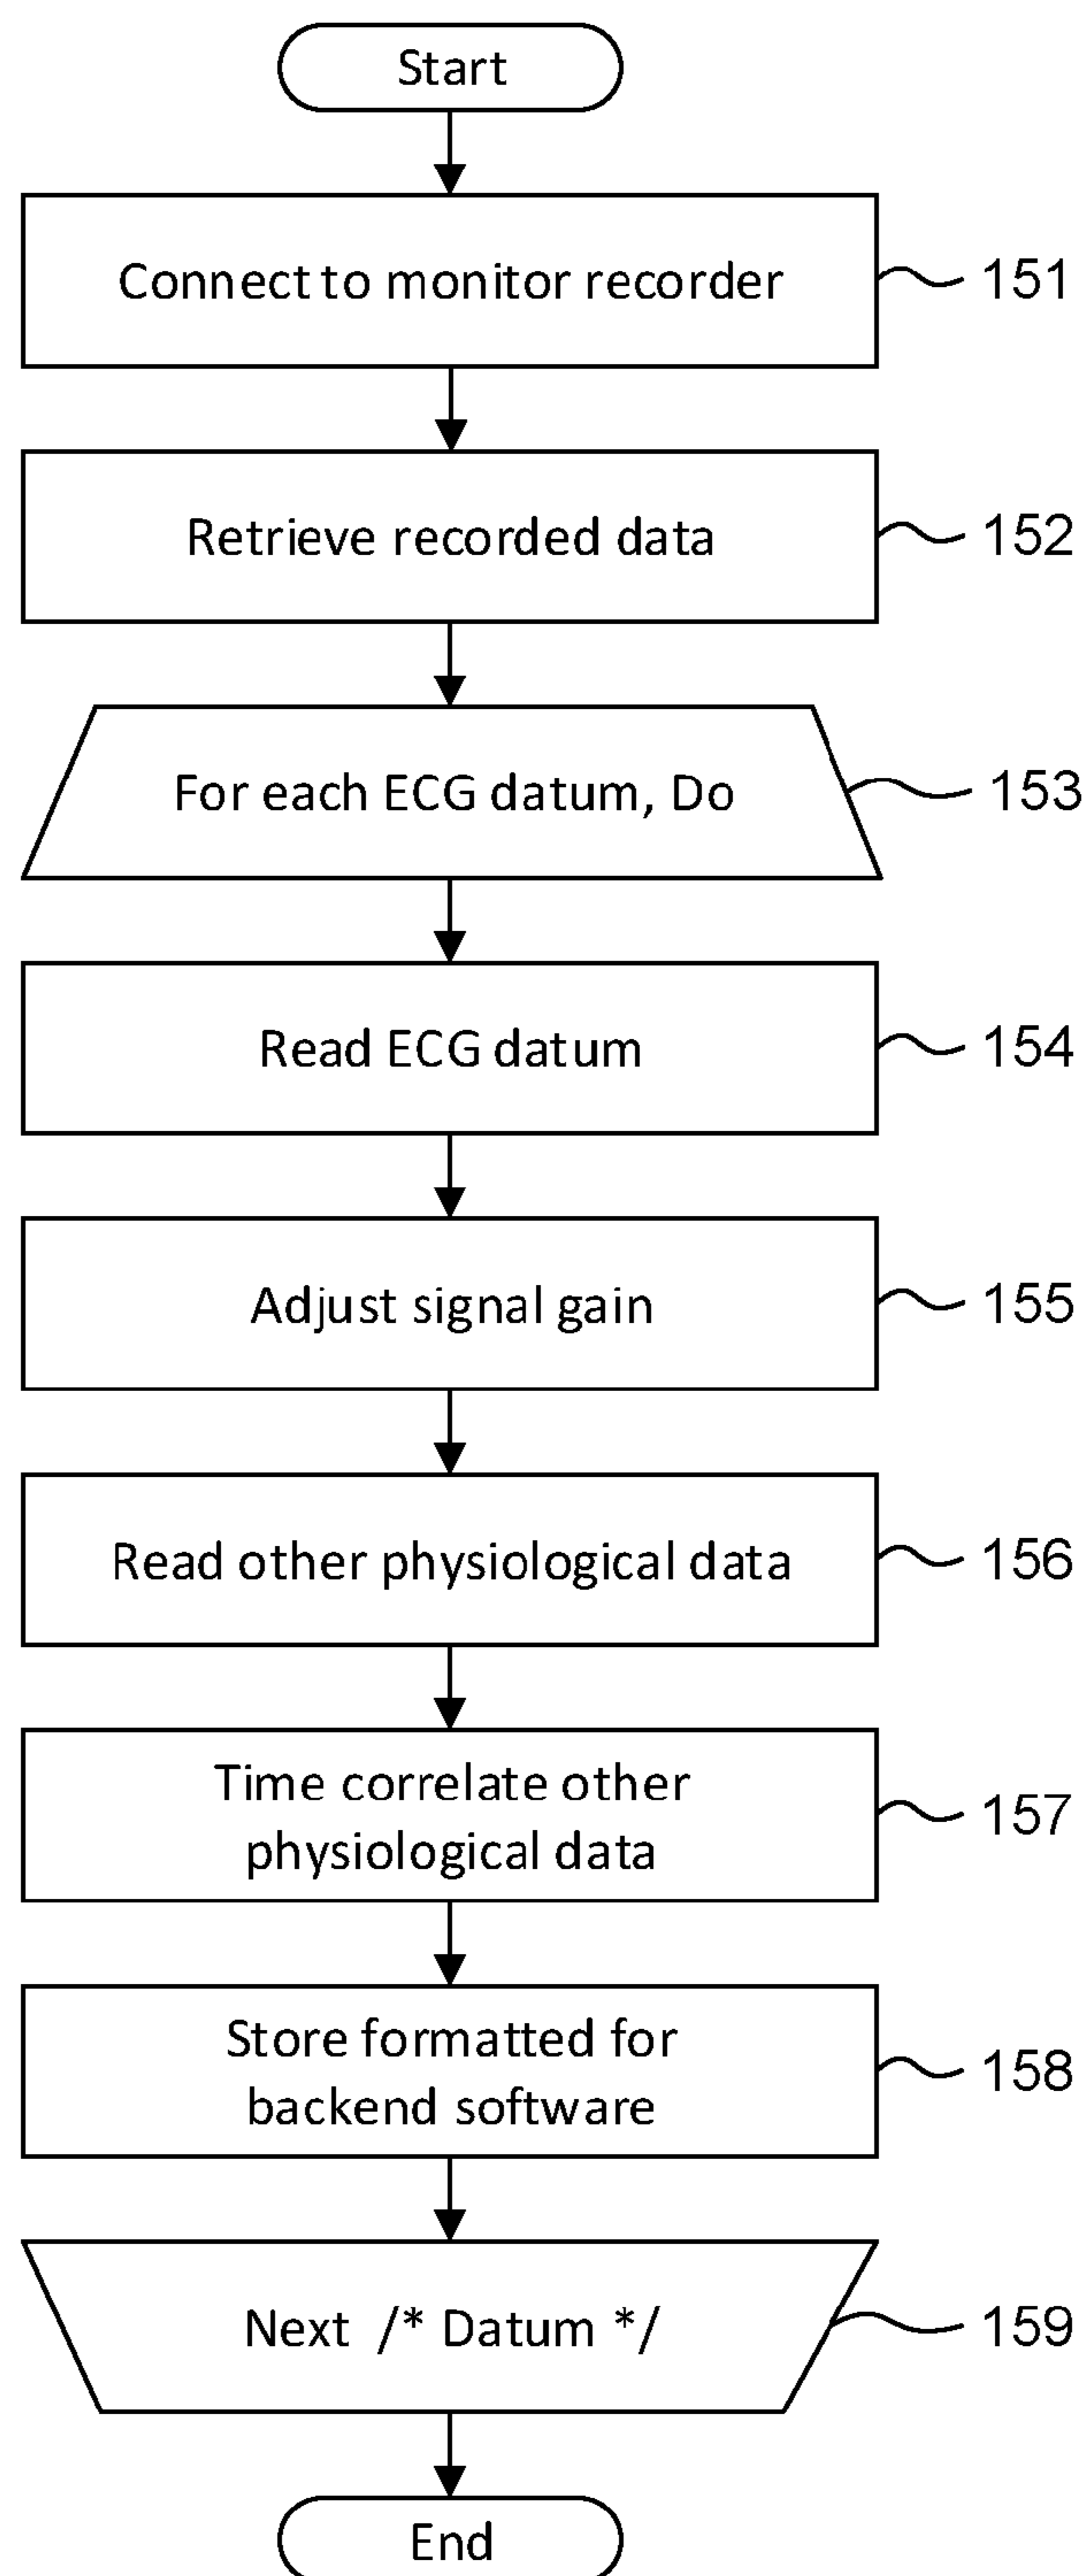 Start
Connect to monitor recorder
151
Retrieve recorded data
152
For each ECG datum, Do
153
Read ECG datum
154
Adjust signal gain
155
Read other physiological data
156
Time correlate other
physiological data
157
Store formatted for
backend software
158
Next /* Datum */
159
End